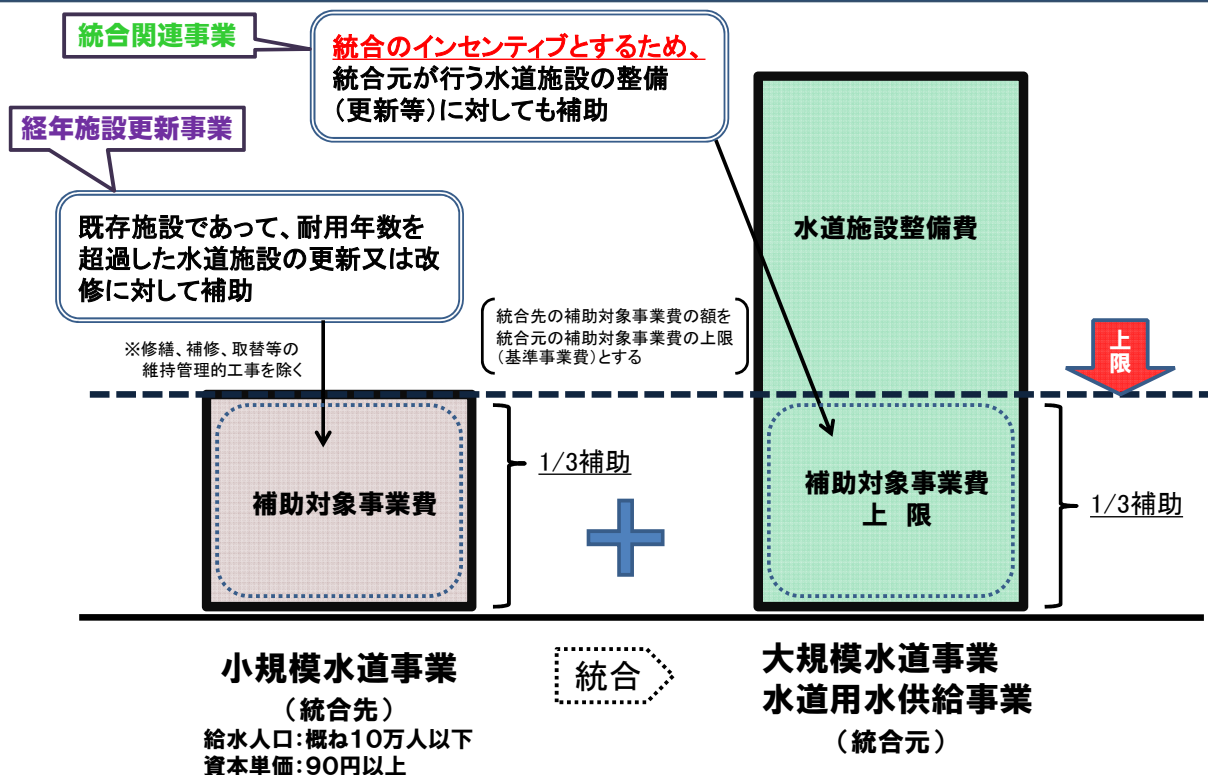 統合関連事業
統合のインセンティブとするため、
統合元が行う水道施設の整備
(更新等)に対しても補助
経年施設更新事業
既存施設であって、耐用年数を
超過した水道施設の更新又は改
修に対して補助
※修繕、補修、取替等の
維持管理的工事を除く
統合先の補助対象事業費の額を
統合元の補助対象事業費の上限
(基準事業費)とする
水道施設整備費
上
限
補助対象事業費
1/3補助
補助対象事業費
上 限
1/3補助
小規模水道事業
(統合先)
給水人口:概ね10万人以下
資本単価:90円以上
統合
大規模水道事業
水道用水供給事業
(統合元)